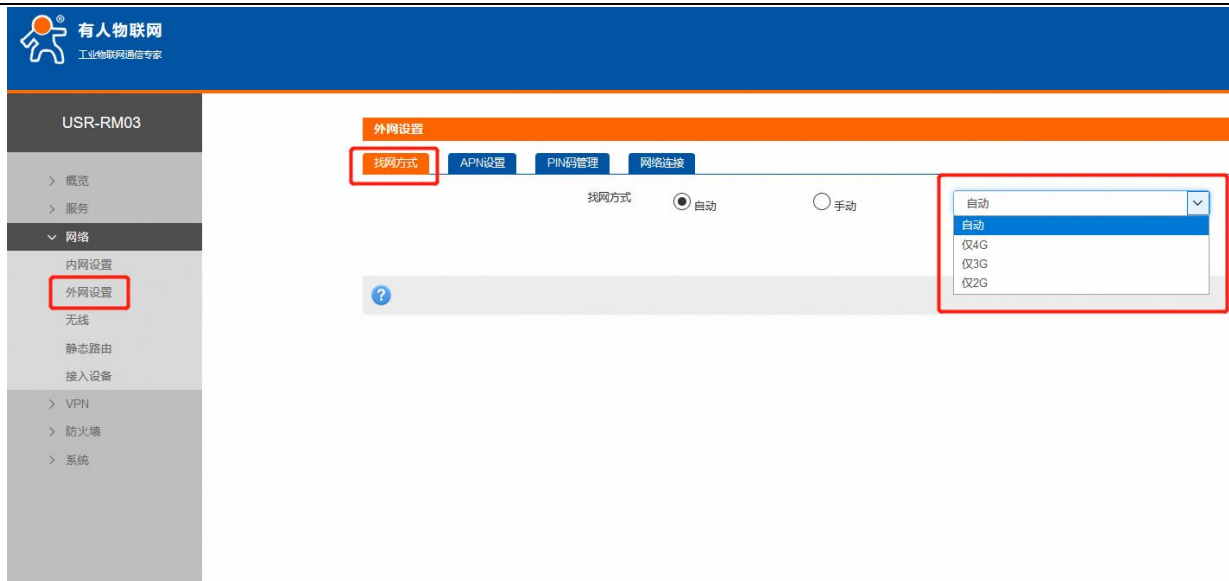 有人物联网
工业物联网通信专家
USR-RM03
概览
服务
网络
内网设置
外网设置
无线
静态路由
接入设备
VPN
防火墙
系统
外网设置
找网方式 APN设置 PIN码管理 网络连接
找网方式 自动 手动 自动
自动
仅4G
仅3G
仅2G